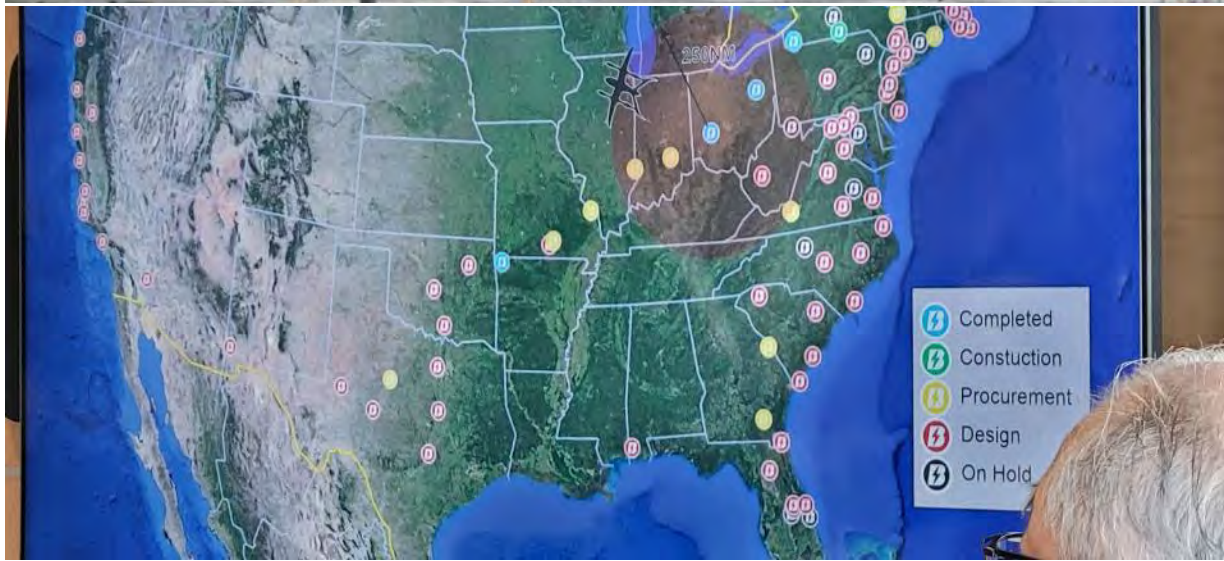 250NM
Completed
Constuction
Procurement
Design
On Hold